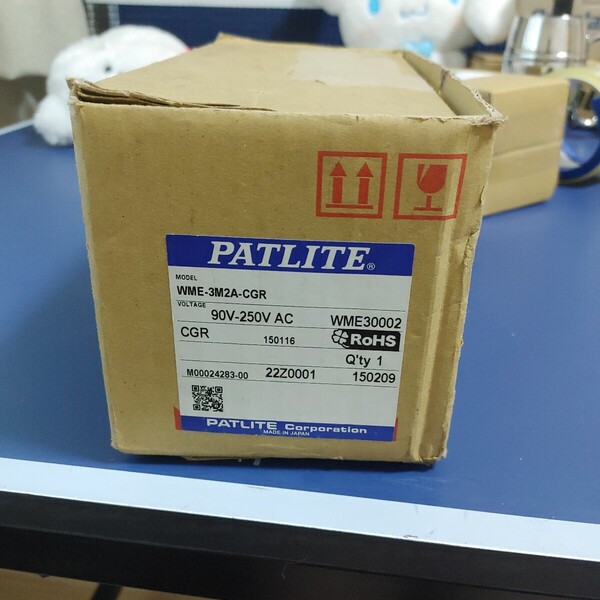 PATLITE®
MODEL
WME-3M2A-CGR
VOLTAGE
90V-250V AC WME30002
CGR 150116 RoHS
Q'ty 1
M00024283-00 22Z0001 150209
PATLITE Corporation
MADE IN JAPAN